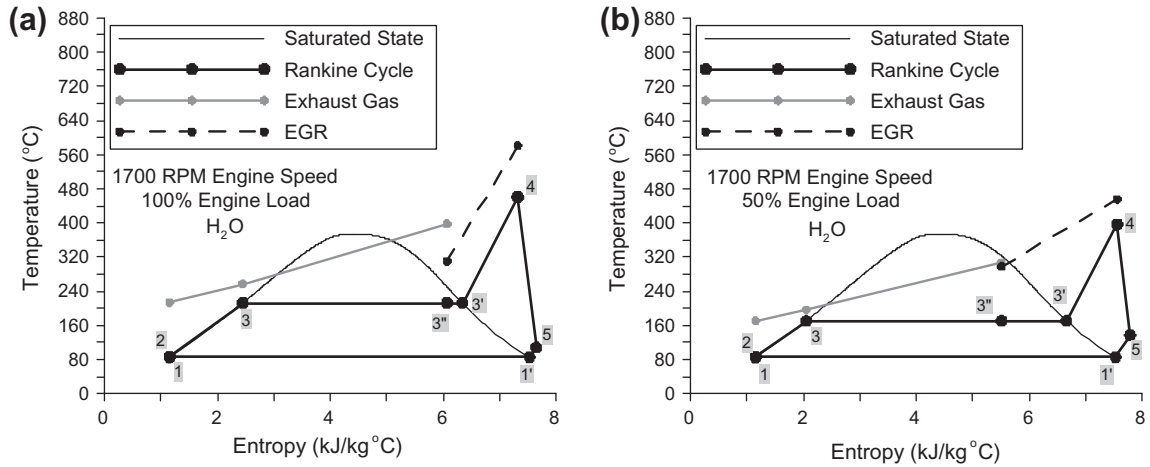 (a)
880
800
720
640
560
480
400
320
240
160
80
0
Temperature (°C)
Saturated State
Rankine Cycle
Exhaust Gas
EGR
1700 RPM Engine Speed
100% Engine Load
H₂O
4
2
3
3"
3'
5
1
1'
0 2 4 6 8
Entropy (kJ/kg°C)
(b)
880
800
720
640
560
480
400
320
240
160
80
0
Temperature (°C)
Saturated State
Rankine Cycle
Exhaust Gas
EGR
1700 RPM Engine Speed
50% Engine Load
H₂O
4
3"
3'
2
3
5
1
1'
0 2 4 6 8
Entropy (kJ/kg°C)